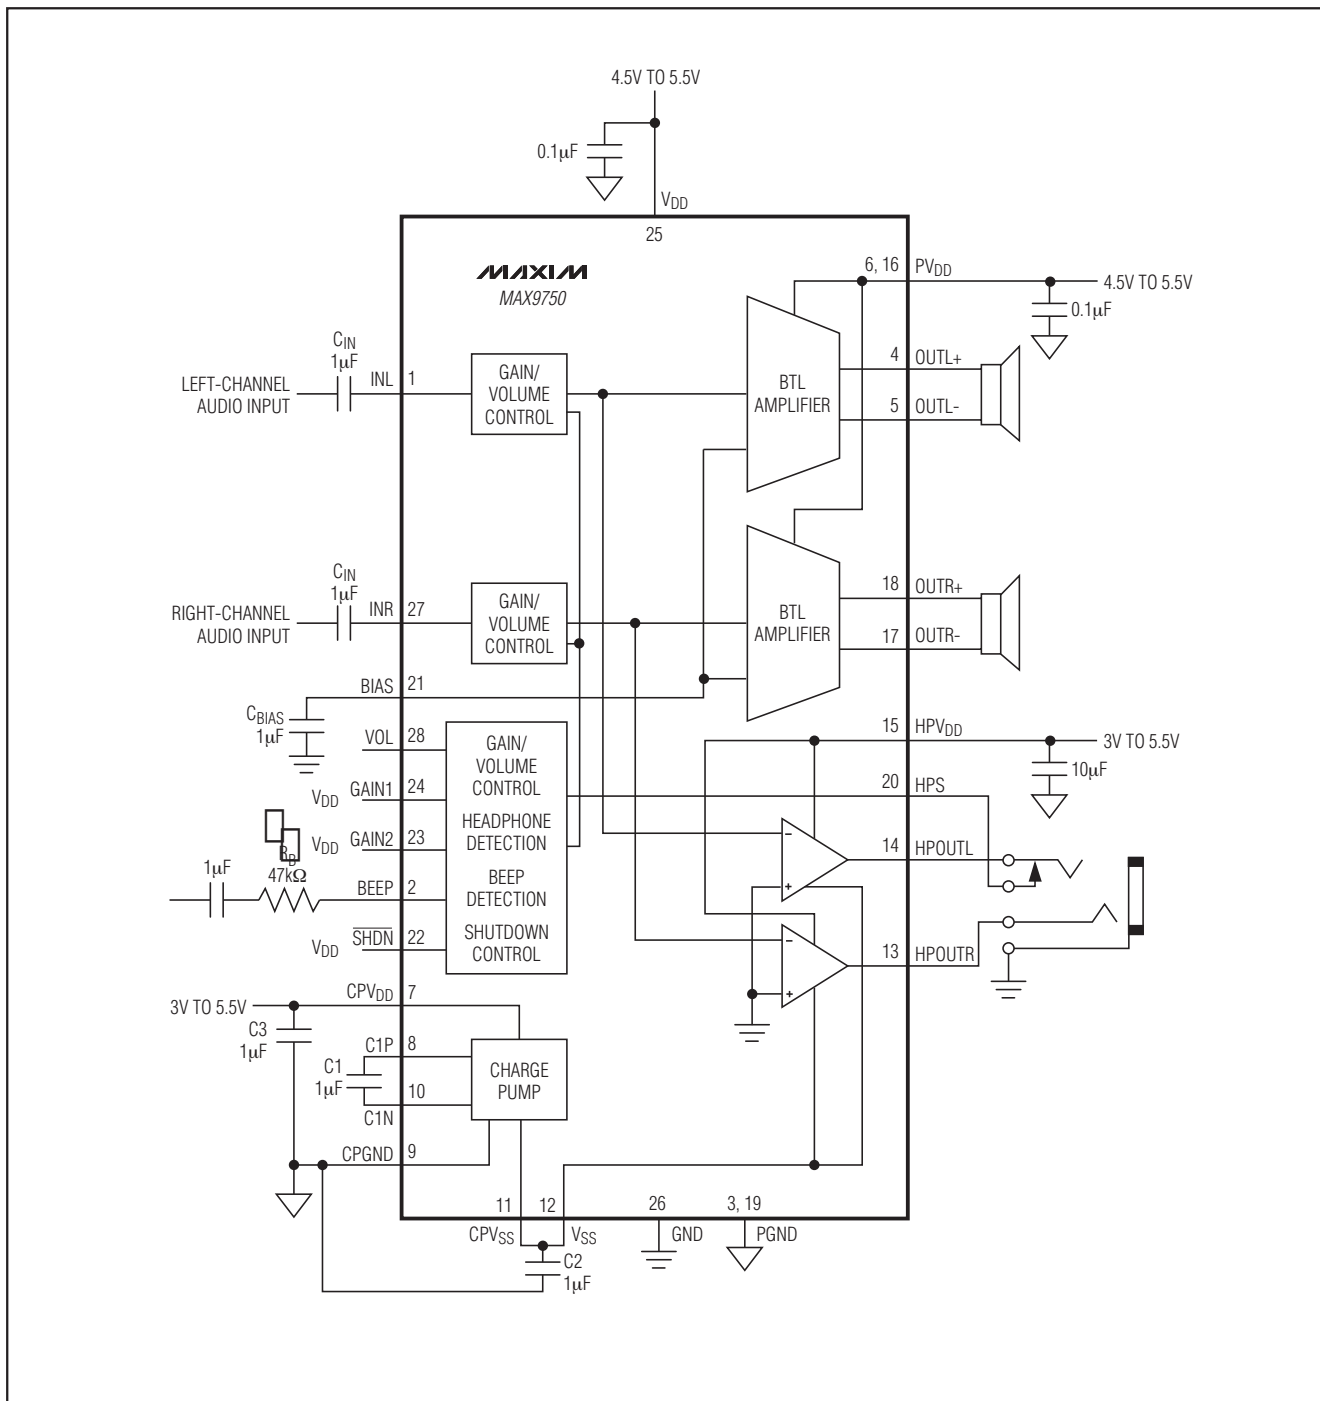 4.5V TO 5.5V
0.1µF
VDD
25
MAXIM
MAX9750
6, 16
PVDD
4.5V TO 5.5V
0.1µF
CIN
1µF
LEFT-CHANNEL
AUDIO INPUT
INL
1
GAIN/
VOLUME
CONTROL
BTL
AMPLIFIER
4
OUTL+
5
OUTL-
CIN
1µF
RIGHT-CHANNEL
AUDIO INPUT
INR
27
GAIN/
VOLUME
CONTROL
BTL
AMPLIFIER
18
OUTR+
17
OUTR-
BIAS
21
CBIAS
1µF
VOL
28
VDD
GAIN1
24
VDD
GAIN2
23
RB
47kΩ
1µF
BEEP
2
VDD
SHDN
22
GAIN/
VOLUME
CONTROL
HEADPHONE
DETECTION
BEEP
DETECTION
SHUTDOWN
CONTROL
15
HPVDD
3V TO 5.5V
10µF
20
HPS
14
HPOUTL
13
HPOUTR
−
+
−
+
3V TO 5.5V
CPVDD
7
C3
1µF
C1P
8
C1
1µF
10
C1N
CHARGE
PUMP
CPGND
9
11
CPVSS
12
VSS
C2
1µF
26
GND
3, 19
PGND